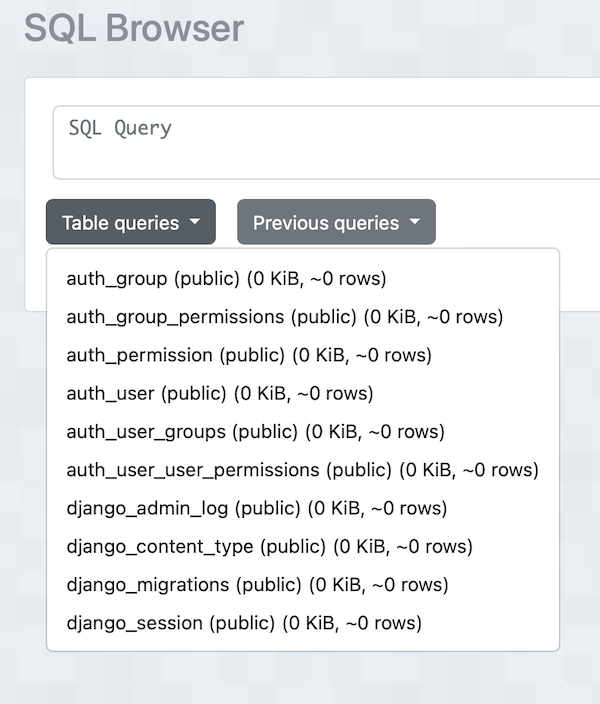 SQL Browser
SQL Query
Table queries
Previous queries
auth_group (public) (0 KiB, ~0 rows)
auth_group_permissions (public) (0 KiB, ~0 rows)
auth_permission (public) (0 KiB, ~0 rows)
auth_user (public) (0 KiB, ~0 rows)
auth_user_groups (public) (0 KiB, ~0 rows)
auth_user_user_permissions (public) (0 KiB, ~0 rows)
django_admin_log (public) (0 KiB, ~0 rows)
django_content_type (public) (0 KiB, ~0 rows)
django_migrations (public) (0 KiB, ~0 rows)
django_session (public) (0 KiB, ~0 rows)